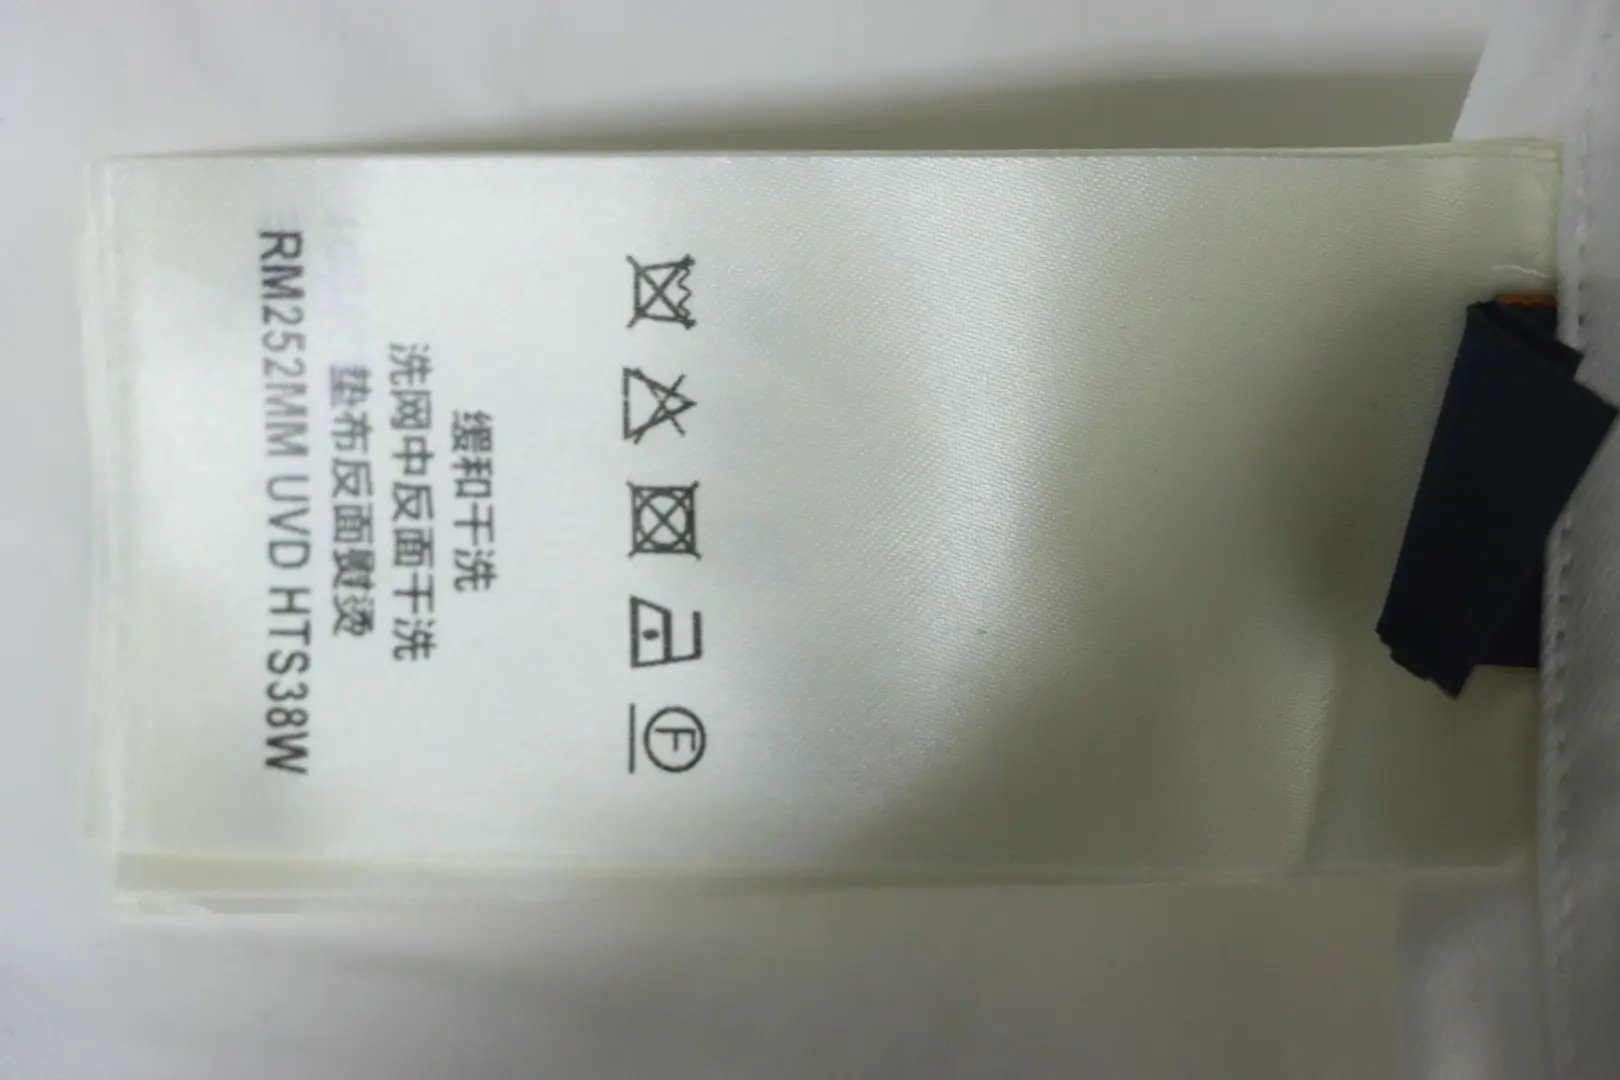 F
缓和干洗
洗网中反面干洗
垫布反面熨烫
RM252MM UVD HTS38W